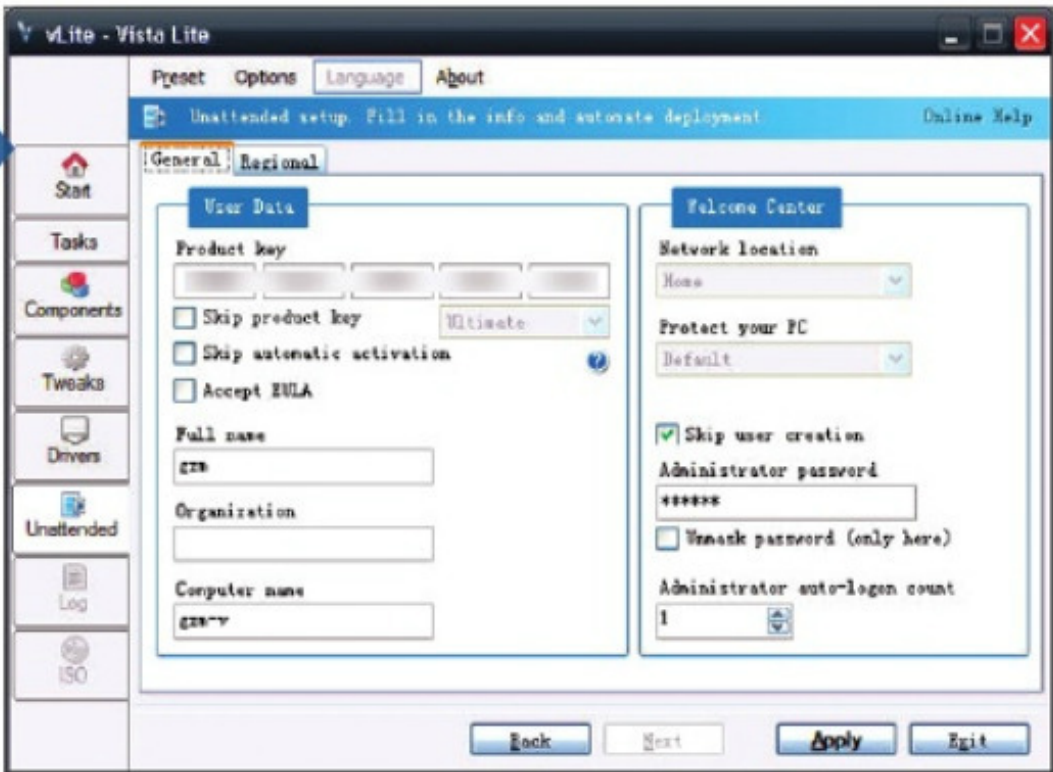 vLite - Vista Lite
Preset Options Language About
Unattended setup. Fill in the info and automate deployment Online Help
General Regional
Start
Tasks
Components
Tweaks
Drivers
Unattended
Log
ISO
User Data
Product key
Skip product key Ultimate
Skip automatic activation
Accept EULA
Full name
gzm
Organization
Computer name
gzm-v
Welcome Center
Network location
Home
Protect your PC
Default
Skip user creation
Administrator password
******
Unmask password (only here)
Administrator auto-logon count
1
Back Next Apply Exit